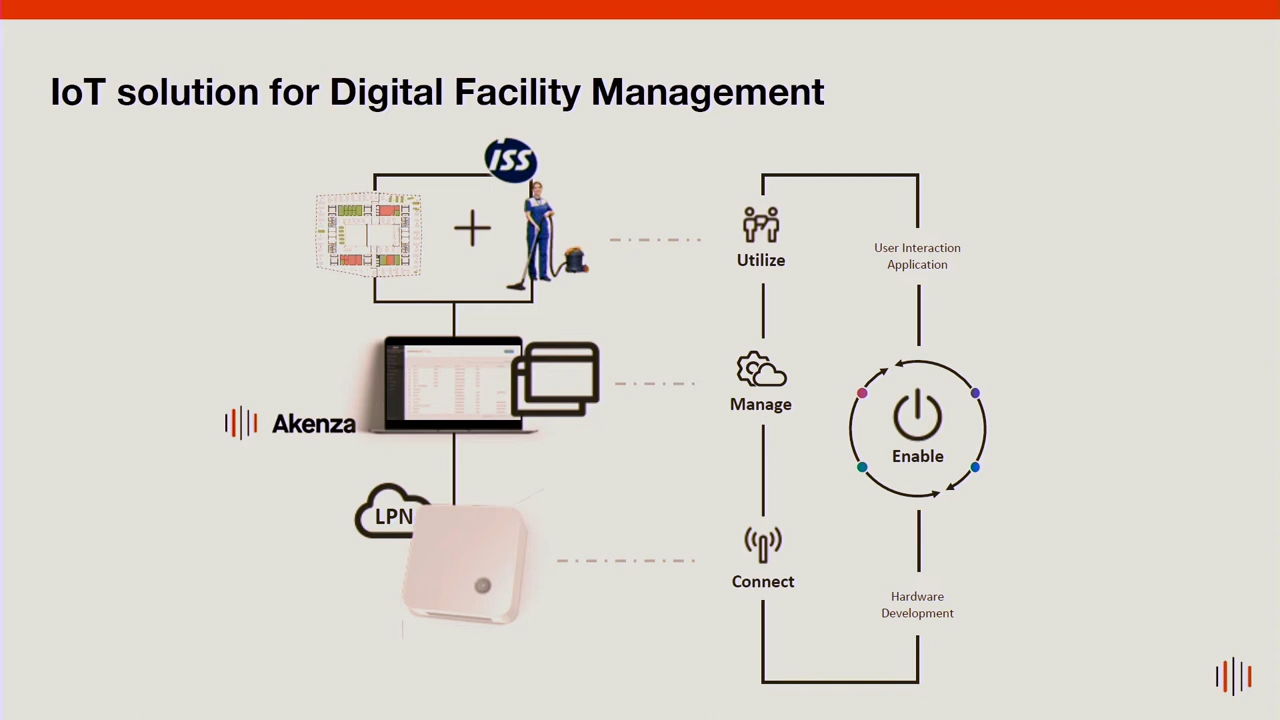 IoT solution for Digital Facility Management
ISS
Utilize
User Interaction
Application
Manage
Akenza
Enable
LPN
Connect
Hardware
Development